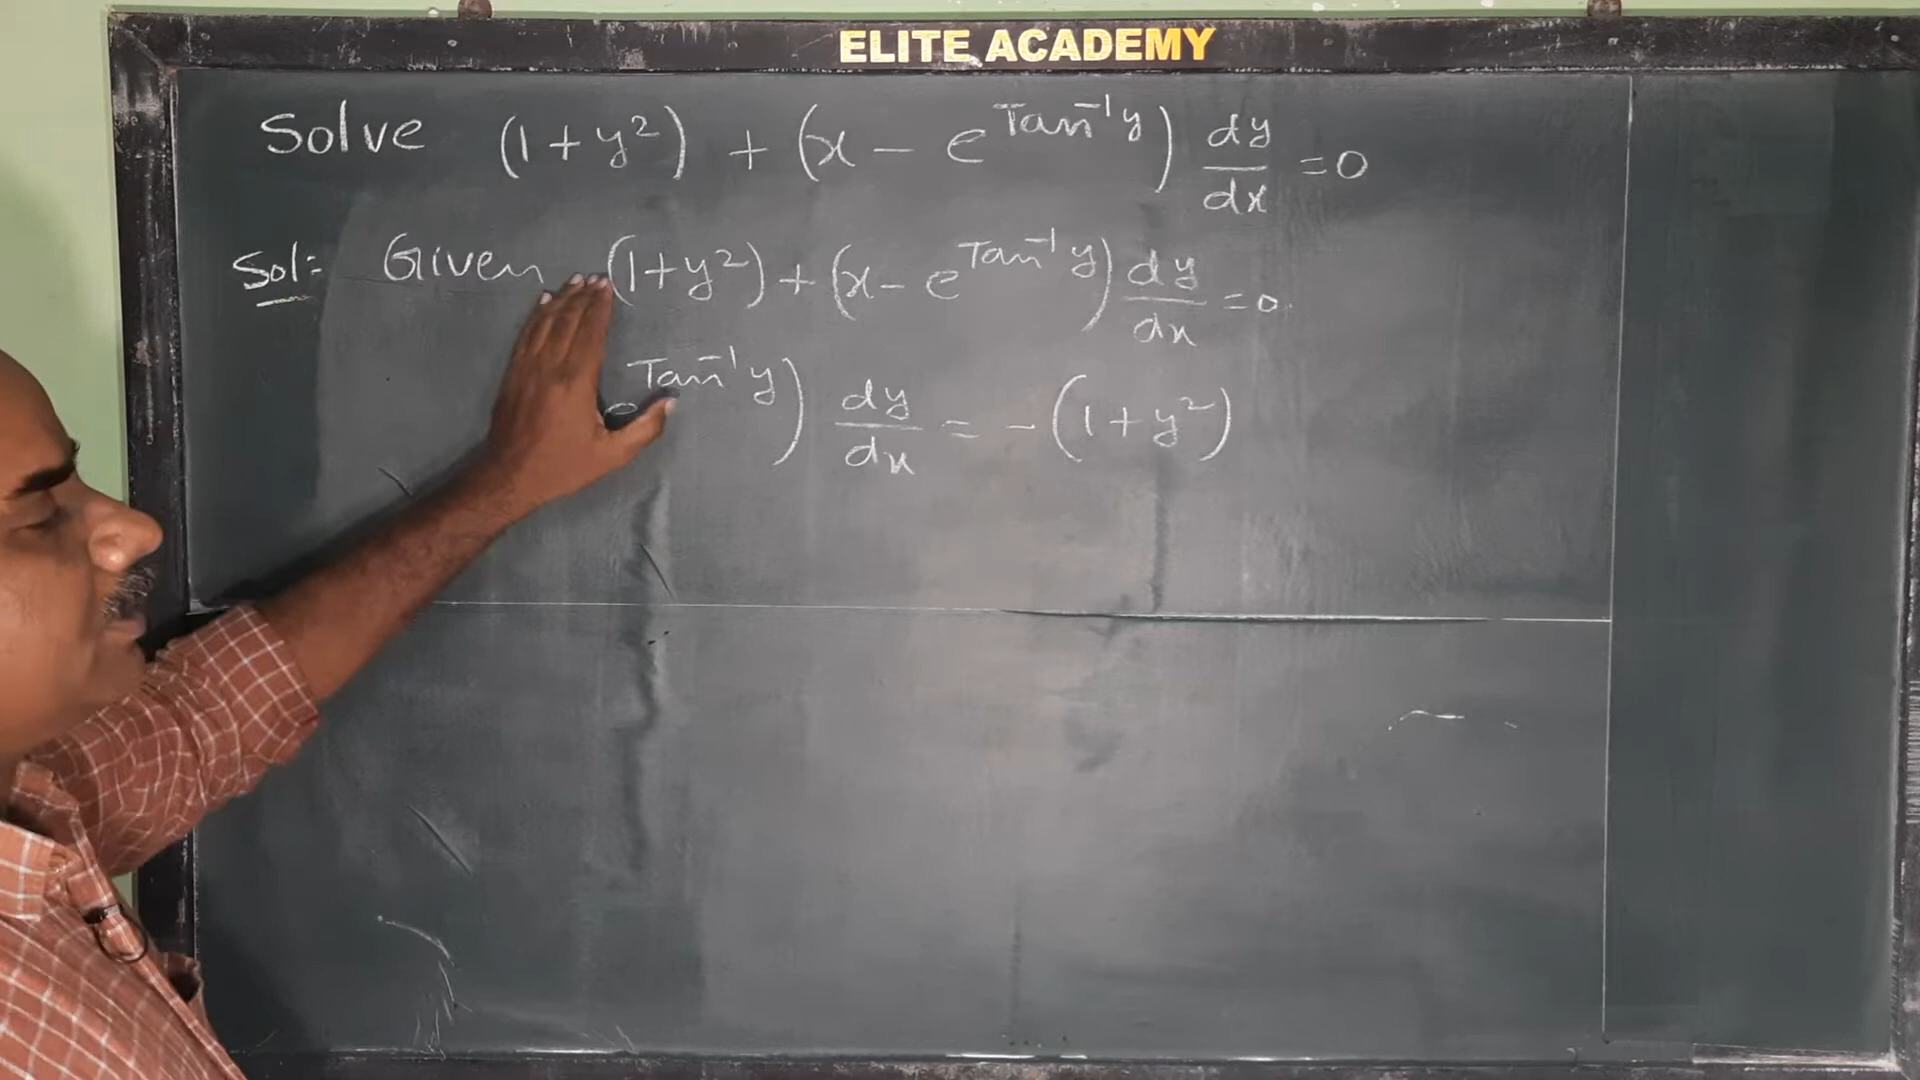 ELITE ACADEMY
Solve (1+y²) + (x - e^Tan⁻¹y) dy/dx = 0
Sol: Given (1+y²) + (x - e^Tan⁻¹y) dy/dx = 0
e^Tan⁻¹y) dy/dx = -(1+y²)